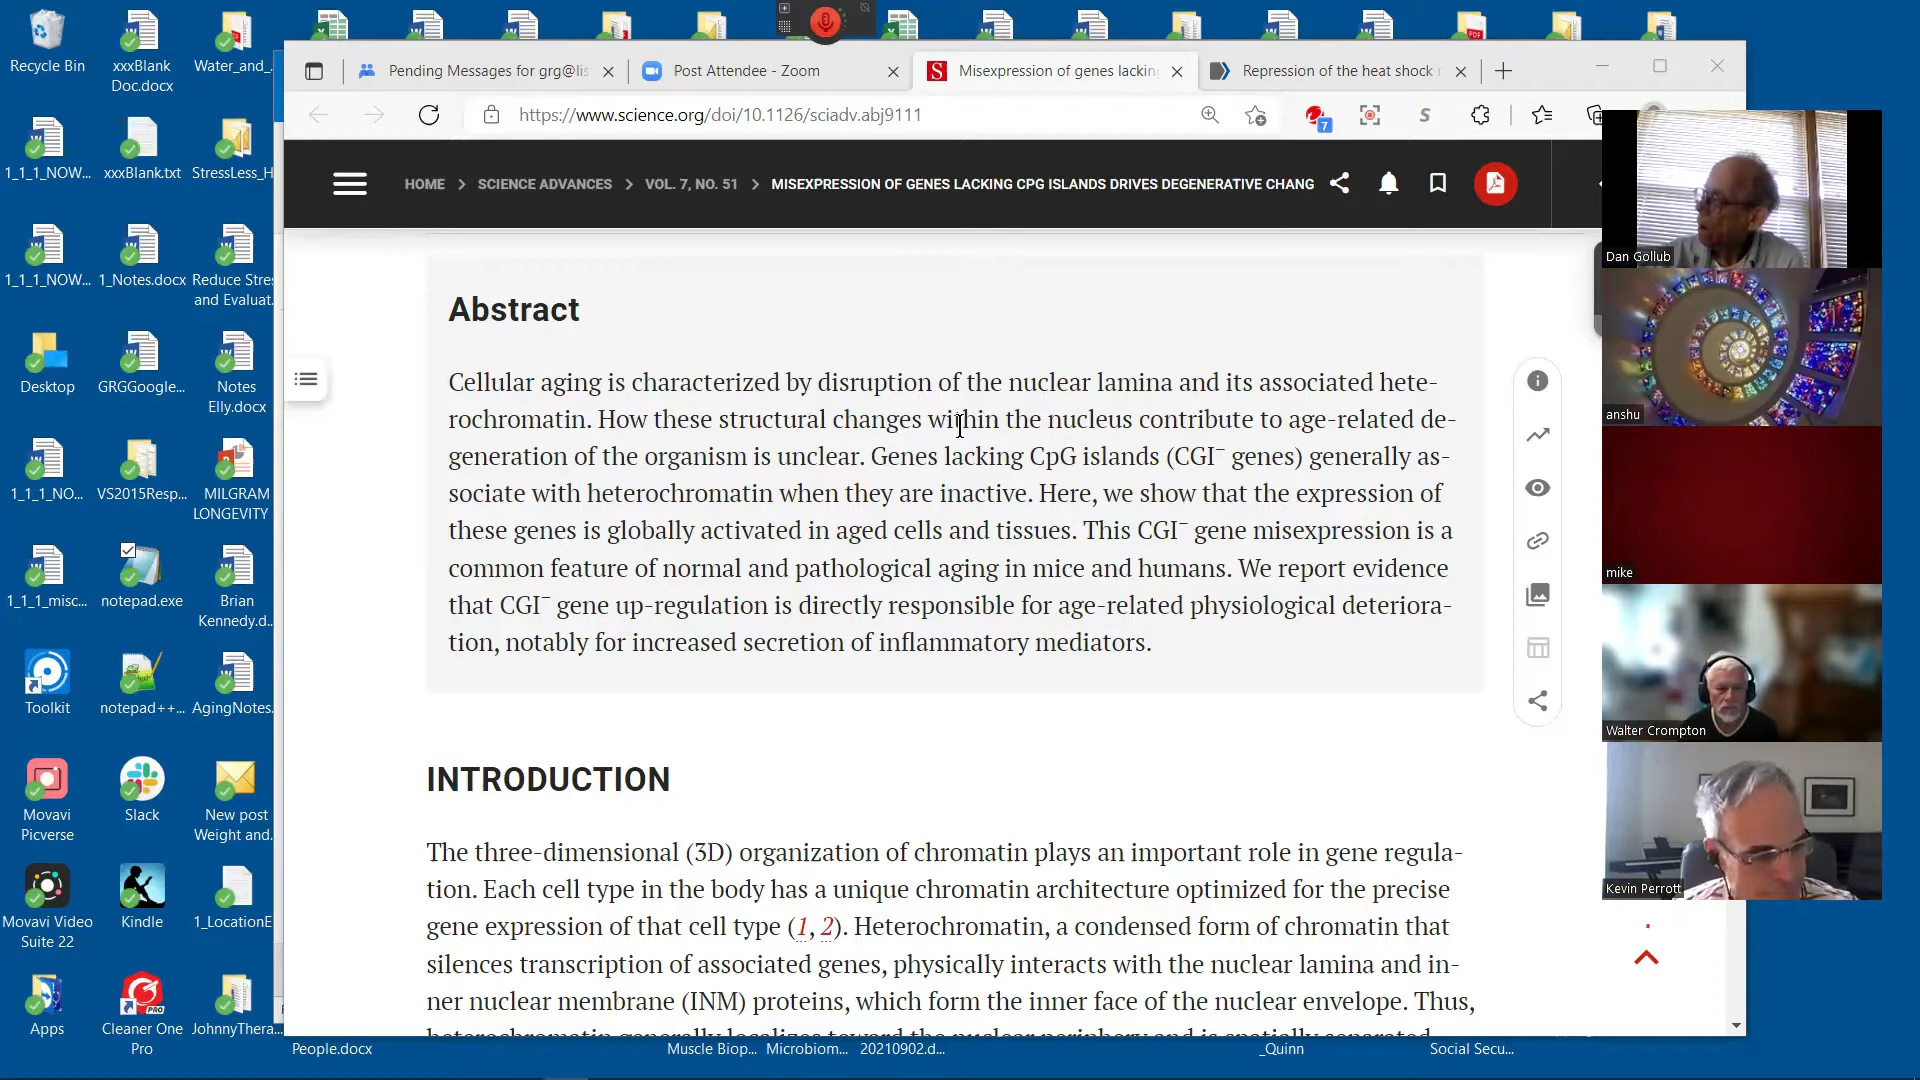 Recycle Bin
xxxBlank
Doc.docx
Water_and_.
1_1_1_NOW...
xxxBlank.txt
StressLess_H
1_1_1_NOW...
1_Notes.docx
Reduce Stre
and Evaluat.
Desktop
GRGGoogle...
Notes
Elly.docx
1_1_1_NO...
VS2015Resp...
MILGRAM
LONGEVITY
1_1_1_misc...
notepad.exe
Brian
Kennedy.d
Toolkit
notepad++...
AgingNotes.
Movavi
Picverse
Slack
New post
Weight and.
Movavi Video
Suite 22
Kindle
1_LocationE
Apps
Cleaner One
Pro
JohnnyThera
Pending Messages for grg@lis
Post Attendee - Zoom
Misexpression of genes lackin
Repression of the heat shock
https://www.science.org/doi/10.1126/sciadv.abj9111
7
HOME > SCIENCE ADVANCES > VOL. 7, NO. 51 > MISEXPRESSION OF GENES LACKING CPG ISLANDS DRIVES DEGENERATIVE CHANG
Abstract
Cellular aging is characterized by disruption of the nuclear lamina and its associated hete-
rochromatin. How these structural changes within the nucleus contribute to age-related de-
generation of the organism is unclear. Genes lacking CpG islands (CGI⁻ genes) generally as-
sociate with heterochromatin when they are inactive. Here, we show that the expression of
these genes is globally activated in aged cells and tissues. This CGI⁻ gene misexpression is a
common feature of normal and pathological aging in mice and humans. We report evidence
that CGI⁻ gene up-regulation is directly responsible for age-related physiological deteriora-
tion, notably for increased secretion of inflammatory mediators.
INTRODUCTION
The three-dimensional (3D) organization of chromatin plays an important role in gene regula-
tion. Each cell type in the body has a unique chromatin architecture optimized for the precise
gene expression of that cell type (1, 2). Heterochromatin, a condensed form of chromatin that
silences transcription of associated genes, physically interacts with the nuclear lamina and in-
ner nuclear membrane (INM) proteins, which form the inner face of the nuclear envelope. Thus,
heterochromatin generally localizes toward the nuclear periphery and is spatially separated
Dan Gollub
anshu
mike
Walter Crompton
Kevin Perrott
People.docx
Muscle Biop...
Microbiom...
20210902.d...
_Quinn
Social Secu...